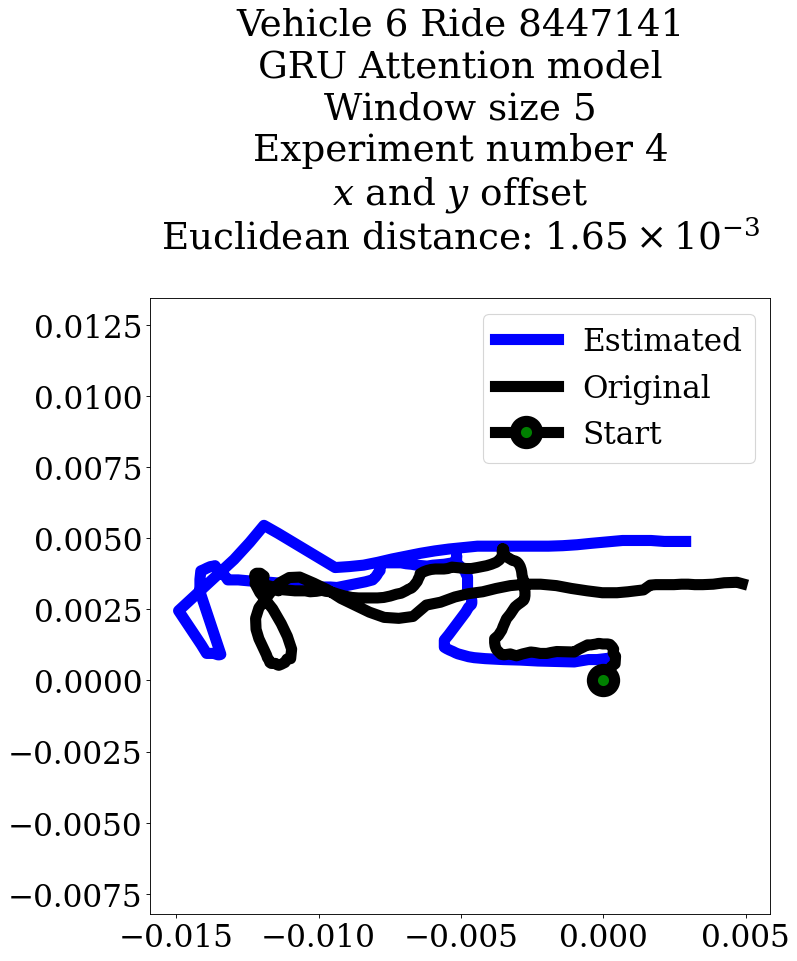 Vehicle 6 Ride 8447141
GRU Attention model
Window size 5
Experiment number 4
x and y offset
Euclidean distance: 1.65 × 10⁻³
Estimated
Original
Start
0.0125
0.0100
0.0075
0.0050
0.0025
0.0000
−0.0025
−0.0050
−0.0075
−0.015 −0.010 −0.005 0.000 0.005